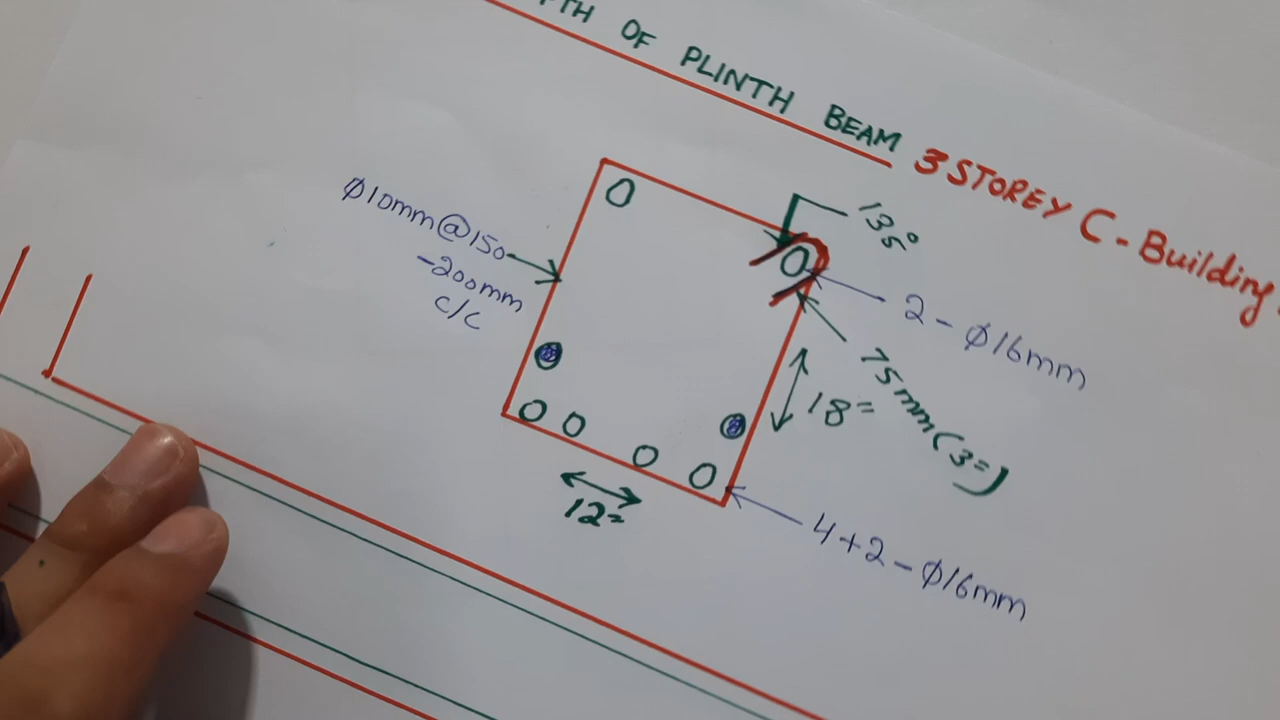 OF PLINTH BEAM 3 STOREY C-Building.
Ø10mm@150
-200mm
c/c
135°
2-Ø16mm
75mm(3=)
18=
12=
4+2-Ø16mm